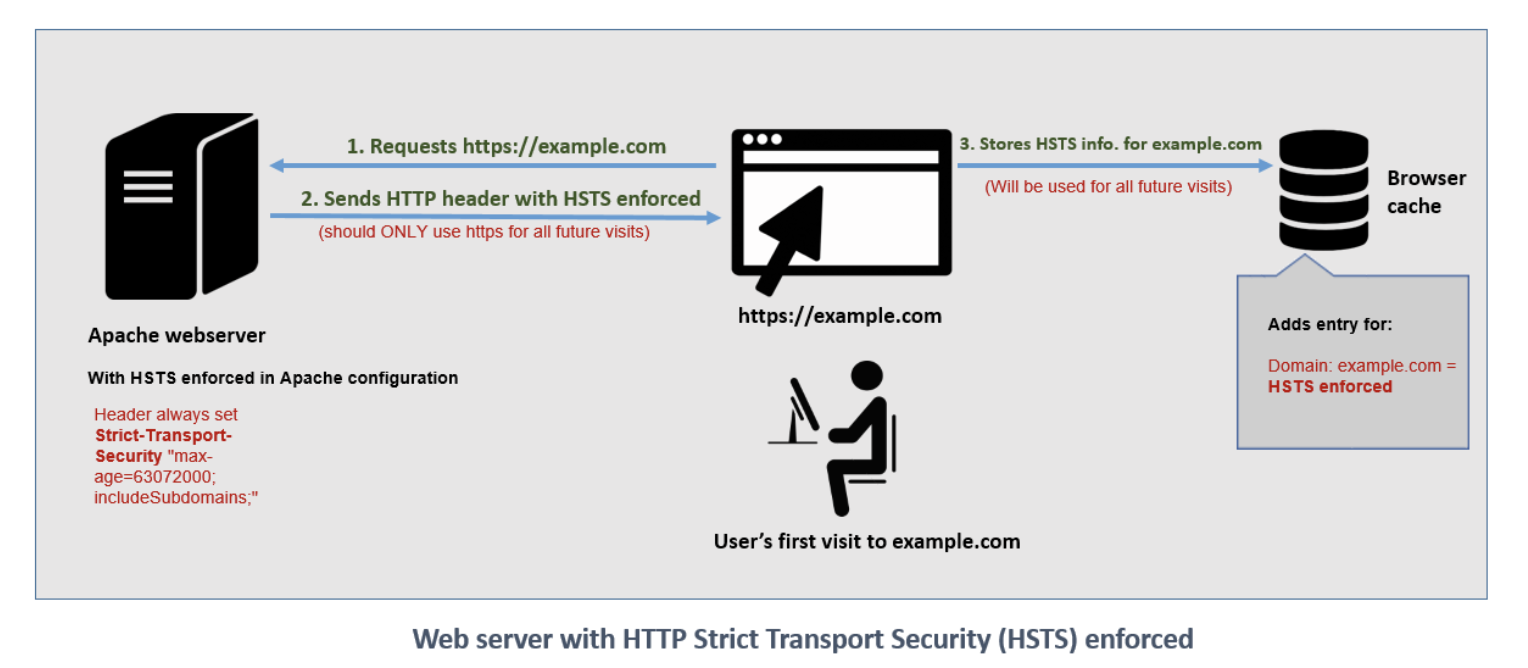 1. Requests https://example.com
2. Sends HTTP header with HSTS enforced
(should ONLY use https for all future visits)
3. Stores HSTS info. for example.com
(Will be used for all future visits)
Browser
cache
Apache webserver
With HSTS enforced in Apache configuration
Header always set
Strict-Transport-
Security "max-
age=63072000;
includeSubdomains;"
https://example.com
User's first visit to example.com
Adds entry for:
Domain: example.com =
HSTS enforced
Web server with HTTP Strict Transport Security (HSTS) enforced